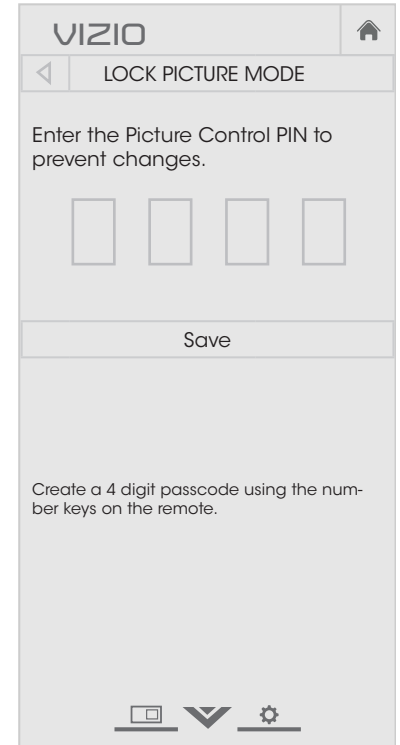 VIZIO
LOCK PICTURE MODE
Enter the Picture Control PIN to
prevent changes.
Save
Create a 4 digit passcode using the num-
ber keys on the remote.